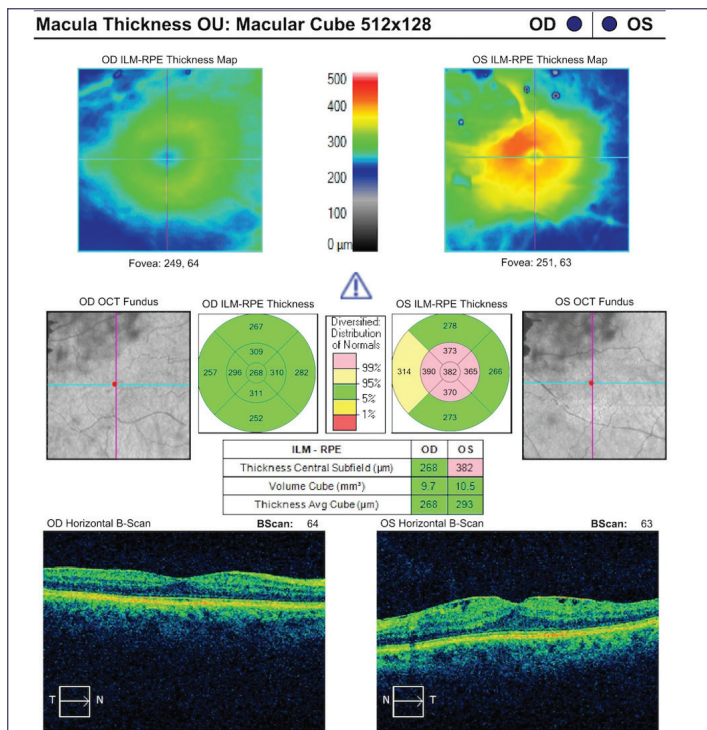 Macula Thickness OU: Macular Cube 512x128 OD OS
OD ILM-RPE Thickness Map
OS ILM-RPE Thickness Map
500
400
300
200
100
0 µm
Fovea: 249, 64
Fovea: 251, 63
OD OCT Fundus
OD ILM-RPE Thickness
OS ILM-RPE Thickness
OS OCT Fundus
267
309
257 296 268 310 282
311
252
Diversified:
Distribution
of Normals
99%
95%
5%
1%
278
373
314 390 382 365 266
370
273
ILM - RPE OD OS
Thickness Central Subfield (µm) 268 382
Volume Cube (mm³) 9.7 10.5
Thickness Avg Cube (µm) 268 293
OD Horizontal B-Scan BScan: 64
OS Horizontal B-Scan BScan: 63
T N
N T